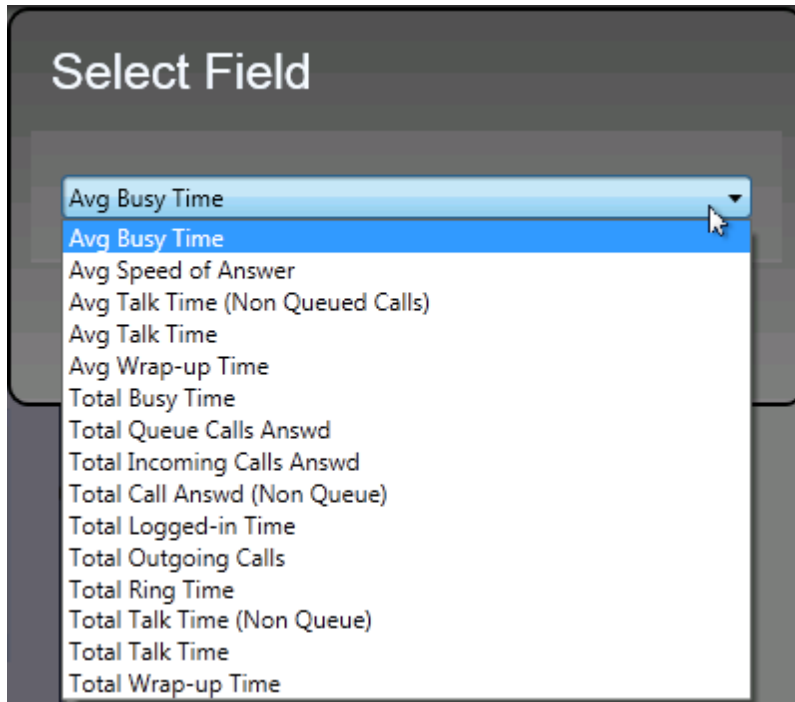 Select Field
Avg Busy Time
Avg Busy Time
Avg Speed of Answer
Avg Talk Time (Non Queued Calls)
Avg Talk Time
Avg Wrap-up Time
Total Busy Time
Total Queue Calls Answd
Total Incoming Calls Answd
Total Call Answd (Non Queue)
Total Logged-in Time
Total Outgoing Calls
Total Ring Time
Total Talk Time (Non Queue)
Total Talk Time
Total Wrap-up Time